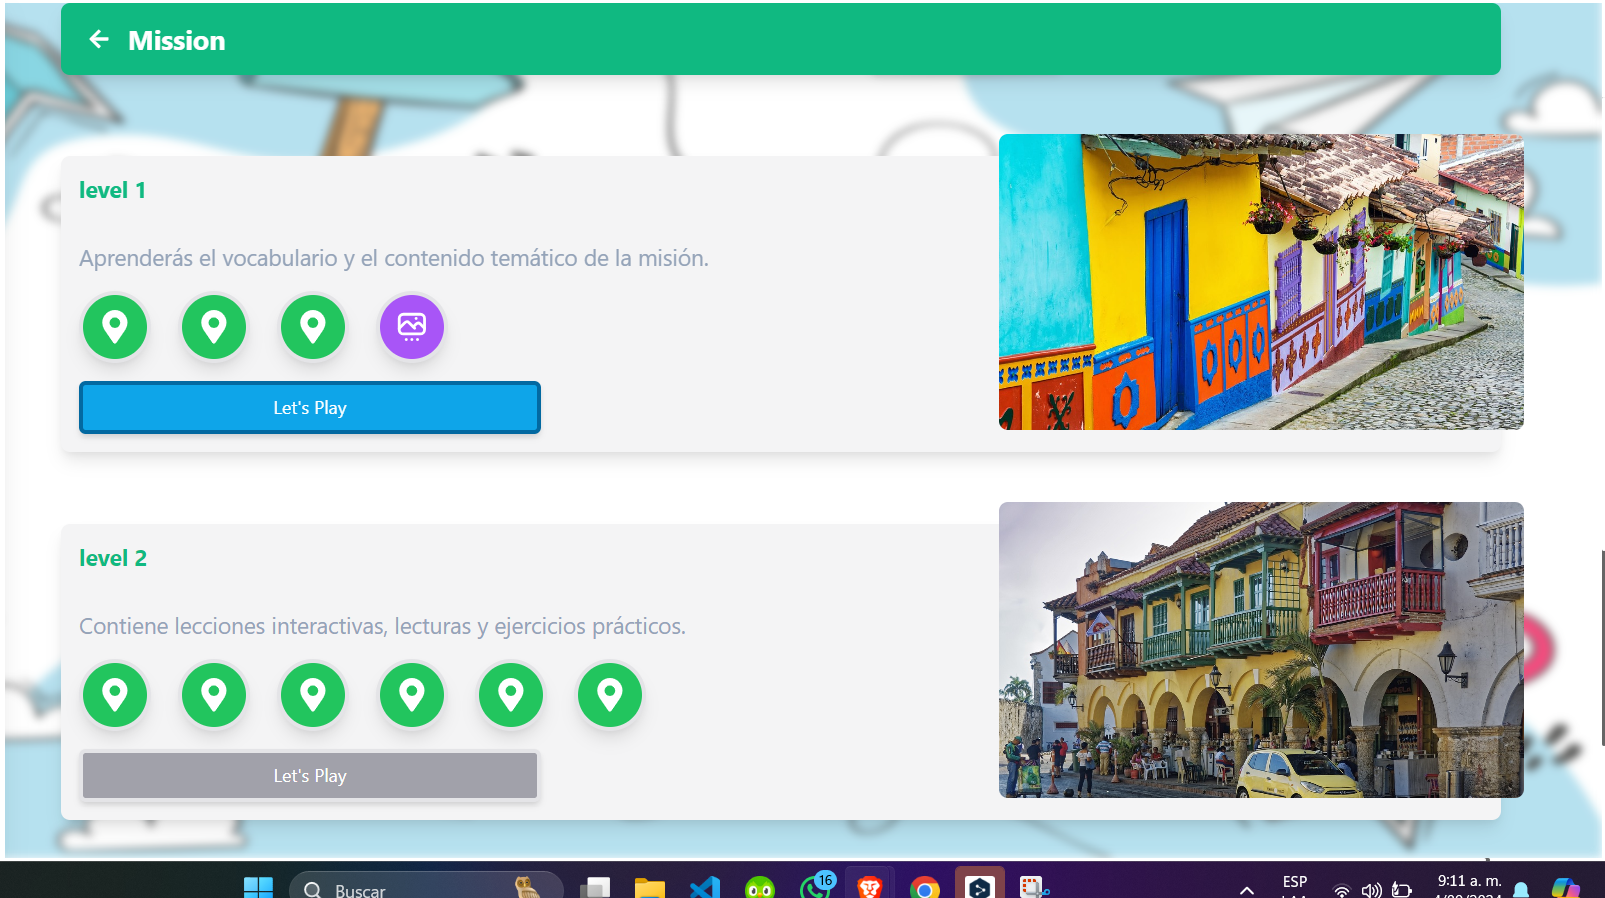 Mission
level 1
Aprenderás el vocabulario y el contenido temático de la misión.
Let's Play
level 2
Contiene lecciones interactivas, lecturas y ejercicios prácticos.
Let's Play
Buscar
16
ESP
9:11 a. m.